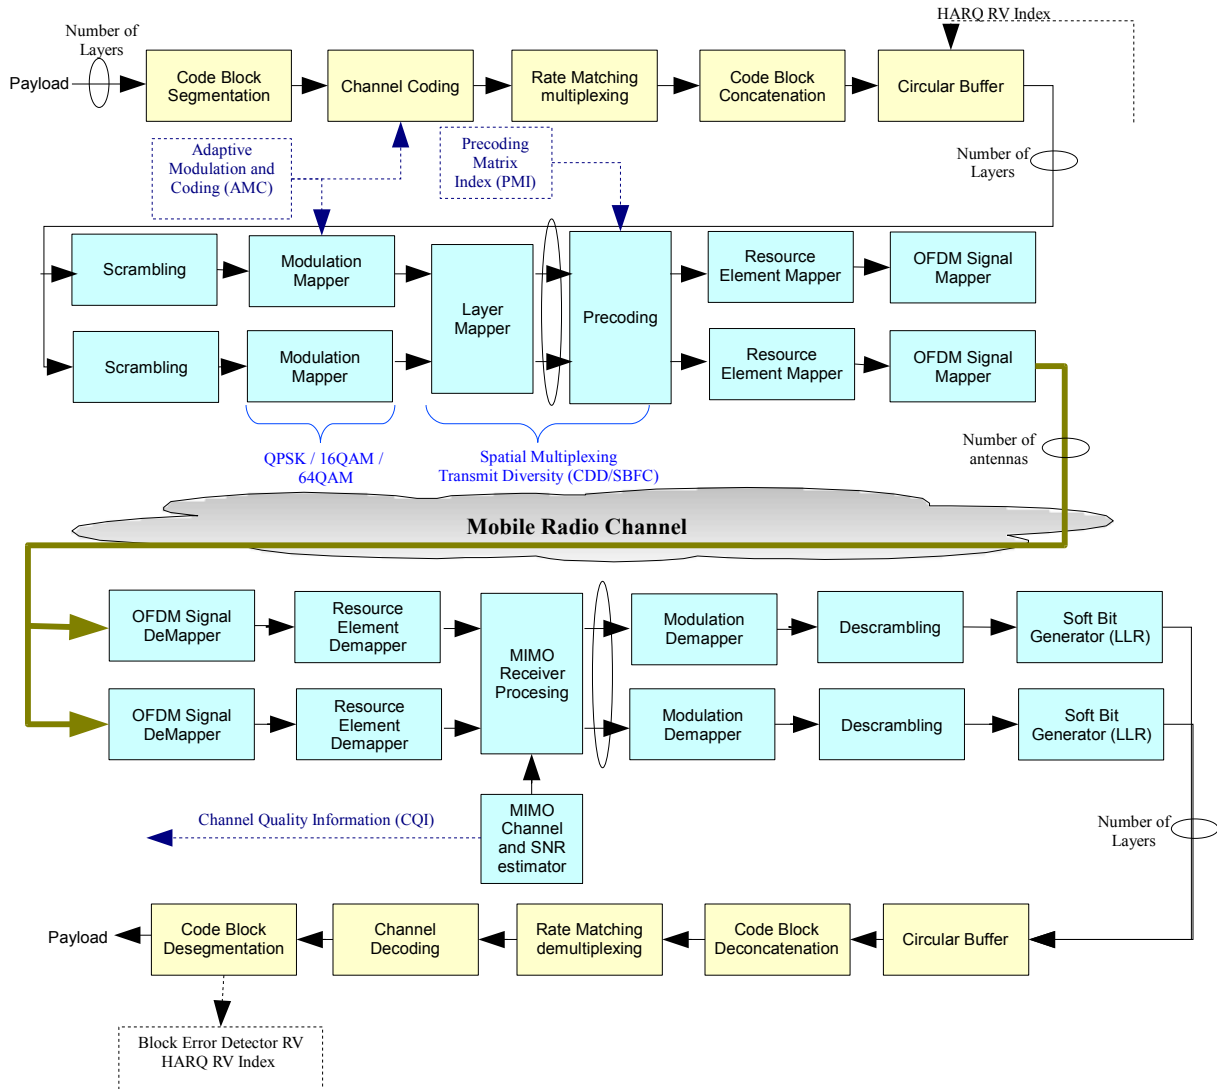 Number of
Layers
HARQ RV Index
Payload
Code Block
Segmentation
Channel Coding
Rate Matching
multiplexing
Code Block
Concatenation
Circular Buffer
Adaptive
Modulation and
Coding (AMC)
Precoding
Matrix
Index (PMI)
Number of
Layers
Scrambling
Modulation
Mapper
Layer
Mapper
Precoding
Resource
Element Mapper
OFDM Signal
Mapper
Scrambling
Modulation
Mapper
Resource
Element Mapper
OFDM Signal
Mapper
QPSK / 16QAM /
64QAM
Spatial Multiplexing
Transmit Diversity (CDD/SBFC)
Number of
antennas
Mobile Radio Channel
OFDM Signal
DeMapper
Resource
Element
Demapper
MIMO
Receiver
Procesing
Modulation
Demapper
Descrambling
Soft Bit
Generator (LLR)
OFDM Signal
DeMapper
Resource
Element
Demapper
Modulation
Demapper
Descrambling
Soft Bit
Generator (LLR)
Channel Quality Information (CQI)
MIMO
Channel
and SNR
estimator
Number of
Layers
Payload
Code Block
Desegmentation
Channel
Decoding
Rate Matching
demultiplexing
Code Block
Deconcatenation
Circular Buffer
Block Error Detector RV
HARQ RV Index